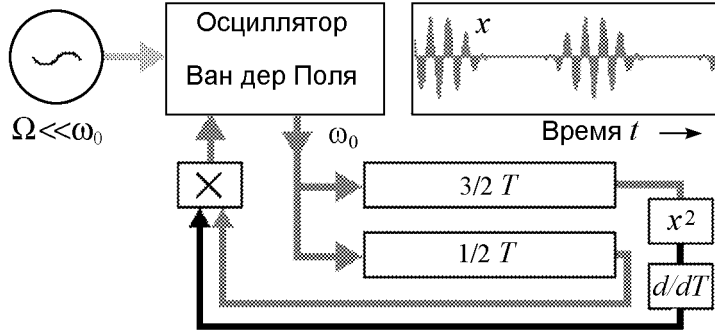 Осциллятор
Ван дер Поля
x
Ω<<ω₀
ω₀
Время t
×
3/2 T
x²
1/2 T
d/dT